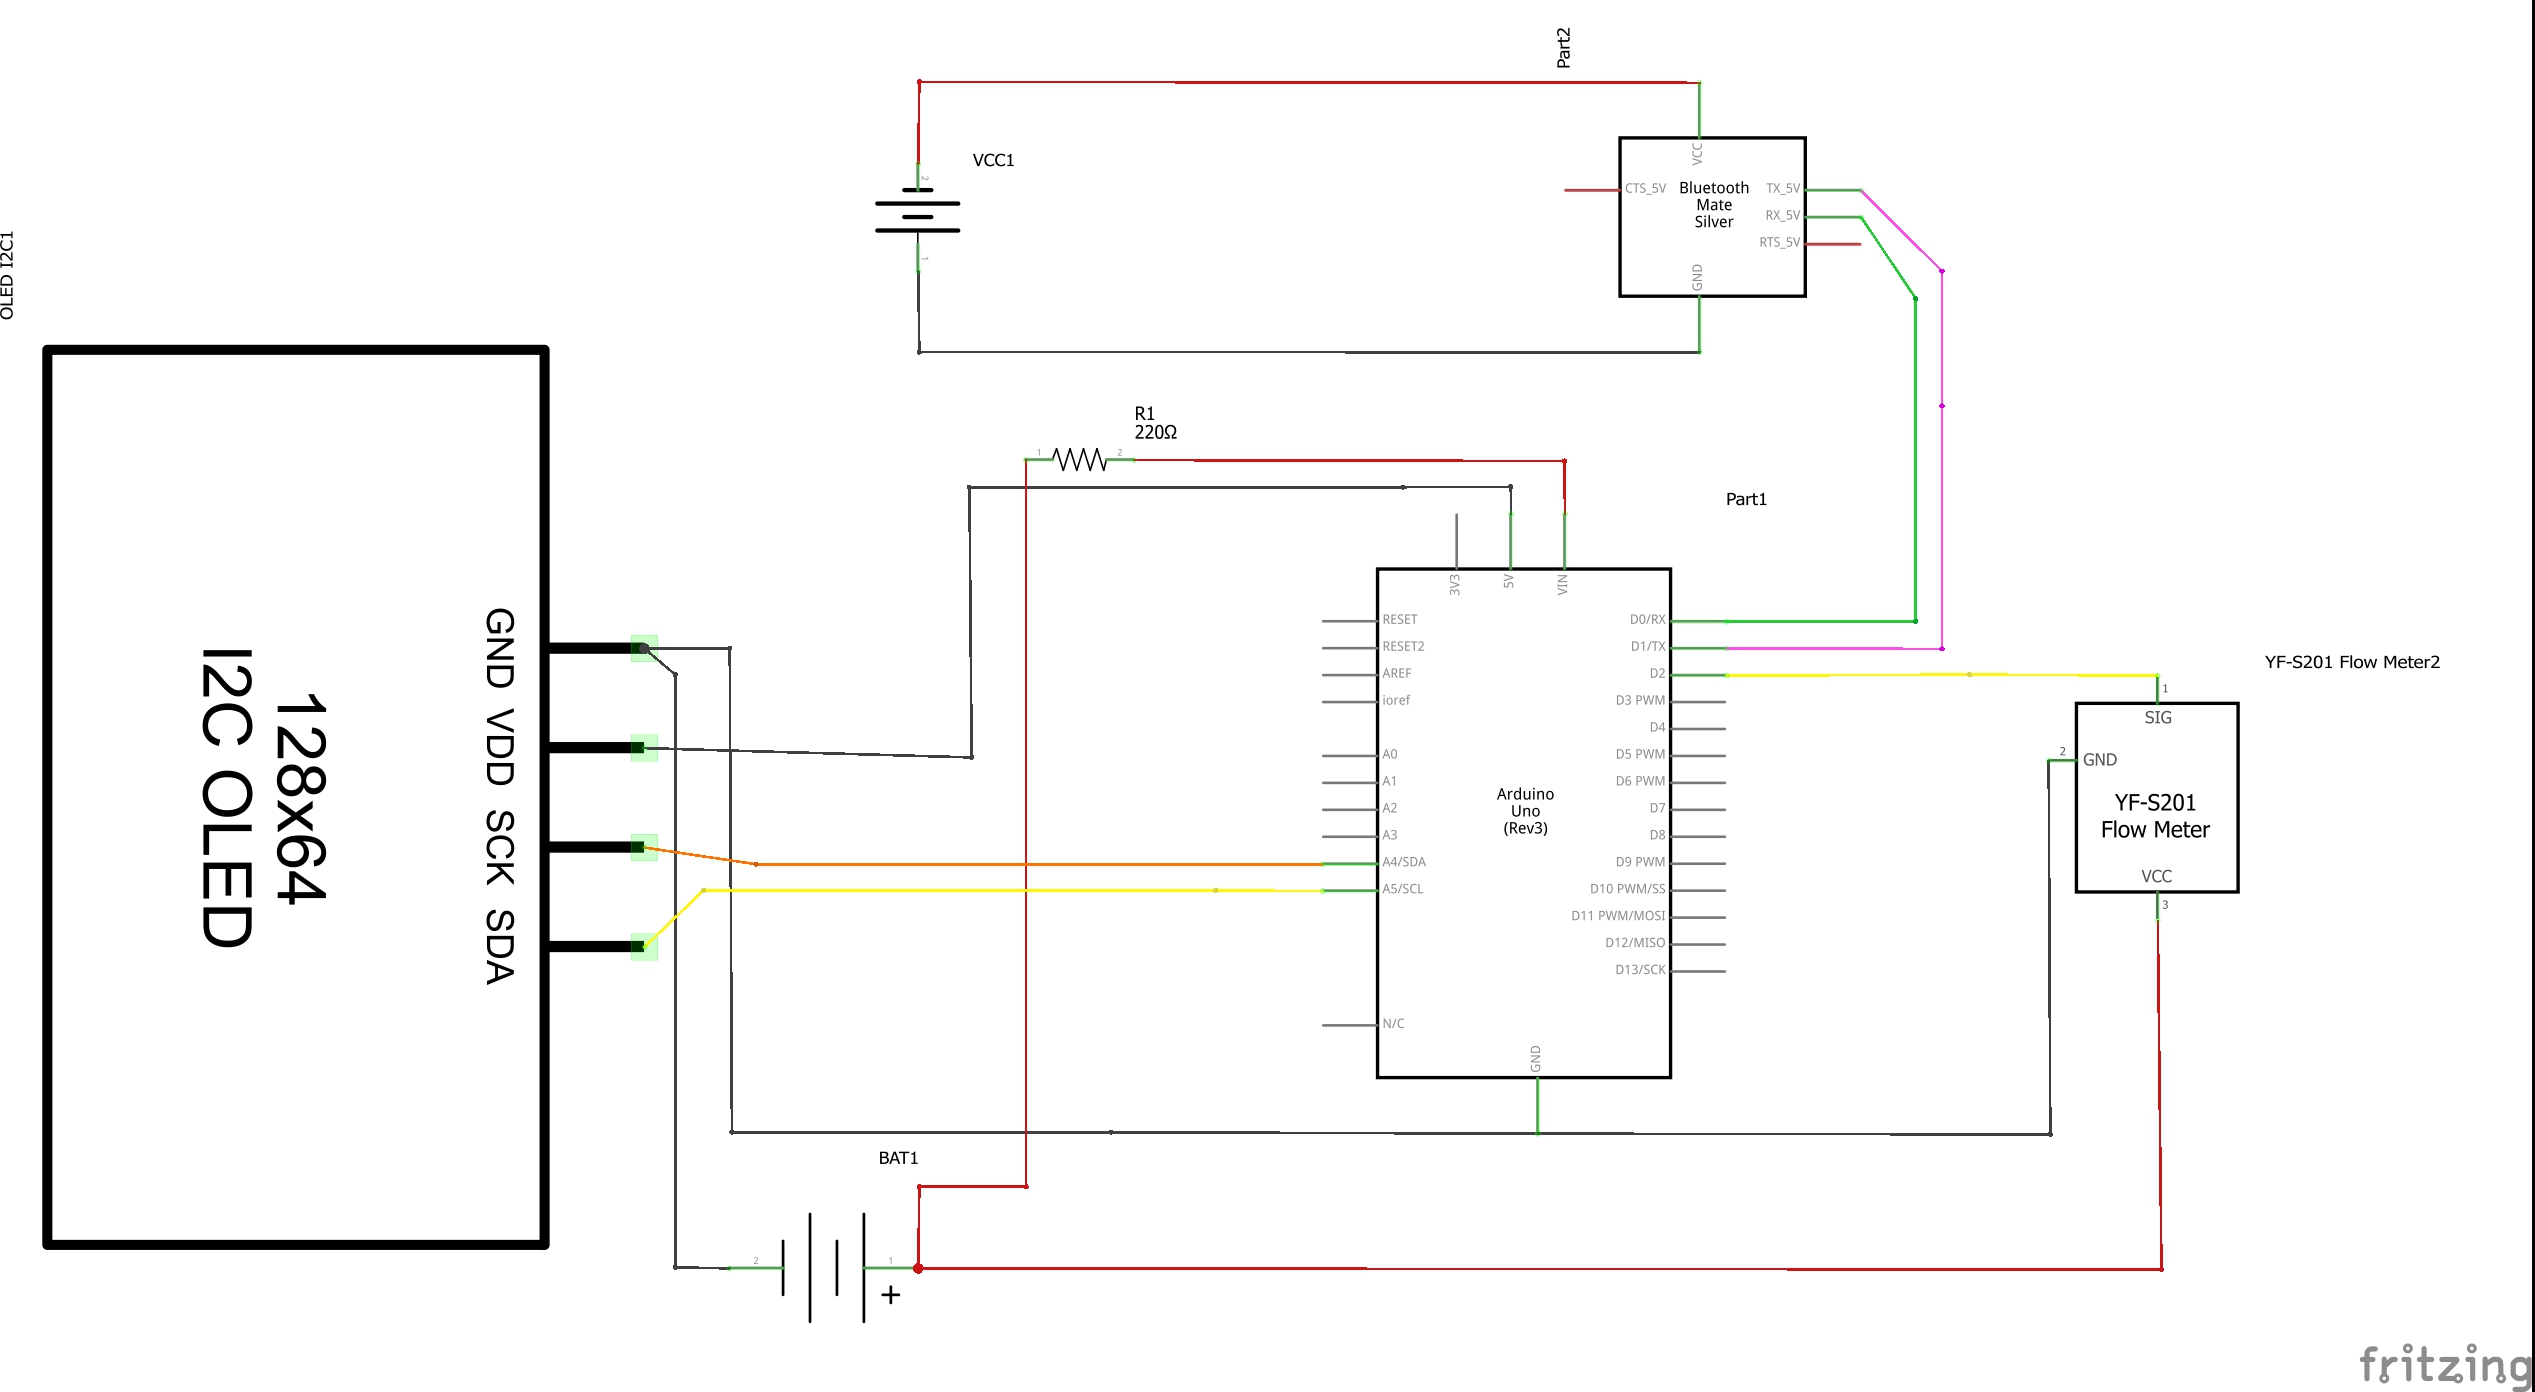 Part2
VCC1
2
1
VCC
CTS_5V
Bluetooth
Mate
Silver
TX_5V
RX_5V
RTS_5V
GND
OLED I2C1
R1
220Ω
1
2
Part1
3V3
5V
VIN
RESET
RESET2
AREF
ioref
A0
A1
A2
A3
A4/SDA
A5/SCL
N/C
Arduino
Uno
(Rev3)
D0/RX
D1/TX
D2
D3 PWM
D4
D5 PWM
D6 PWM
D7
D8
D9 PWM
D10 PWM/SS
D11 PWM/MOSI
D12/MISO
D13/SCK
GND
YF-S201 Flow Meter2
1
SIG
2
GND
YF-S201
Flow Meter
VCC
3
GND VDD SCK SDA
128x64
I2C OLED
BAT1
2
1
+
fritzing